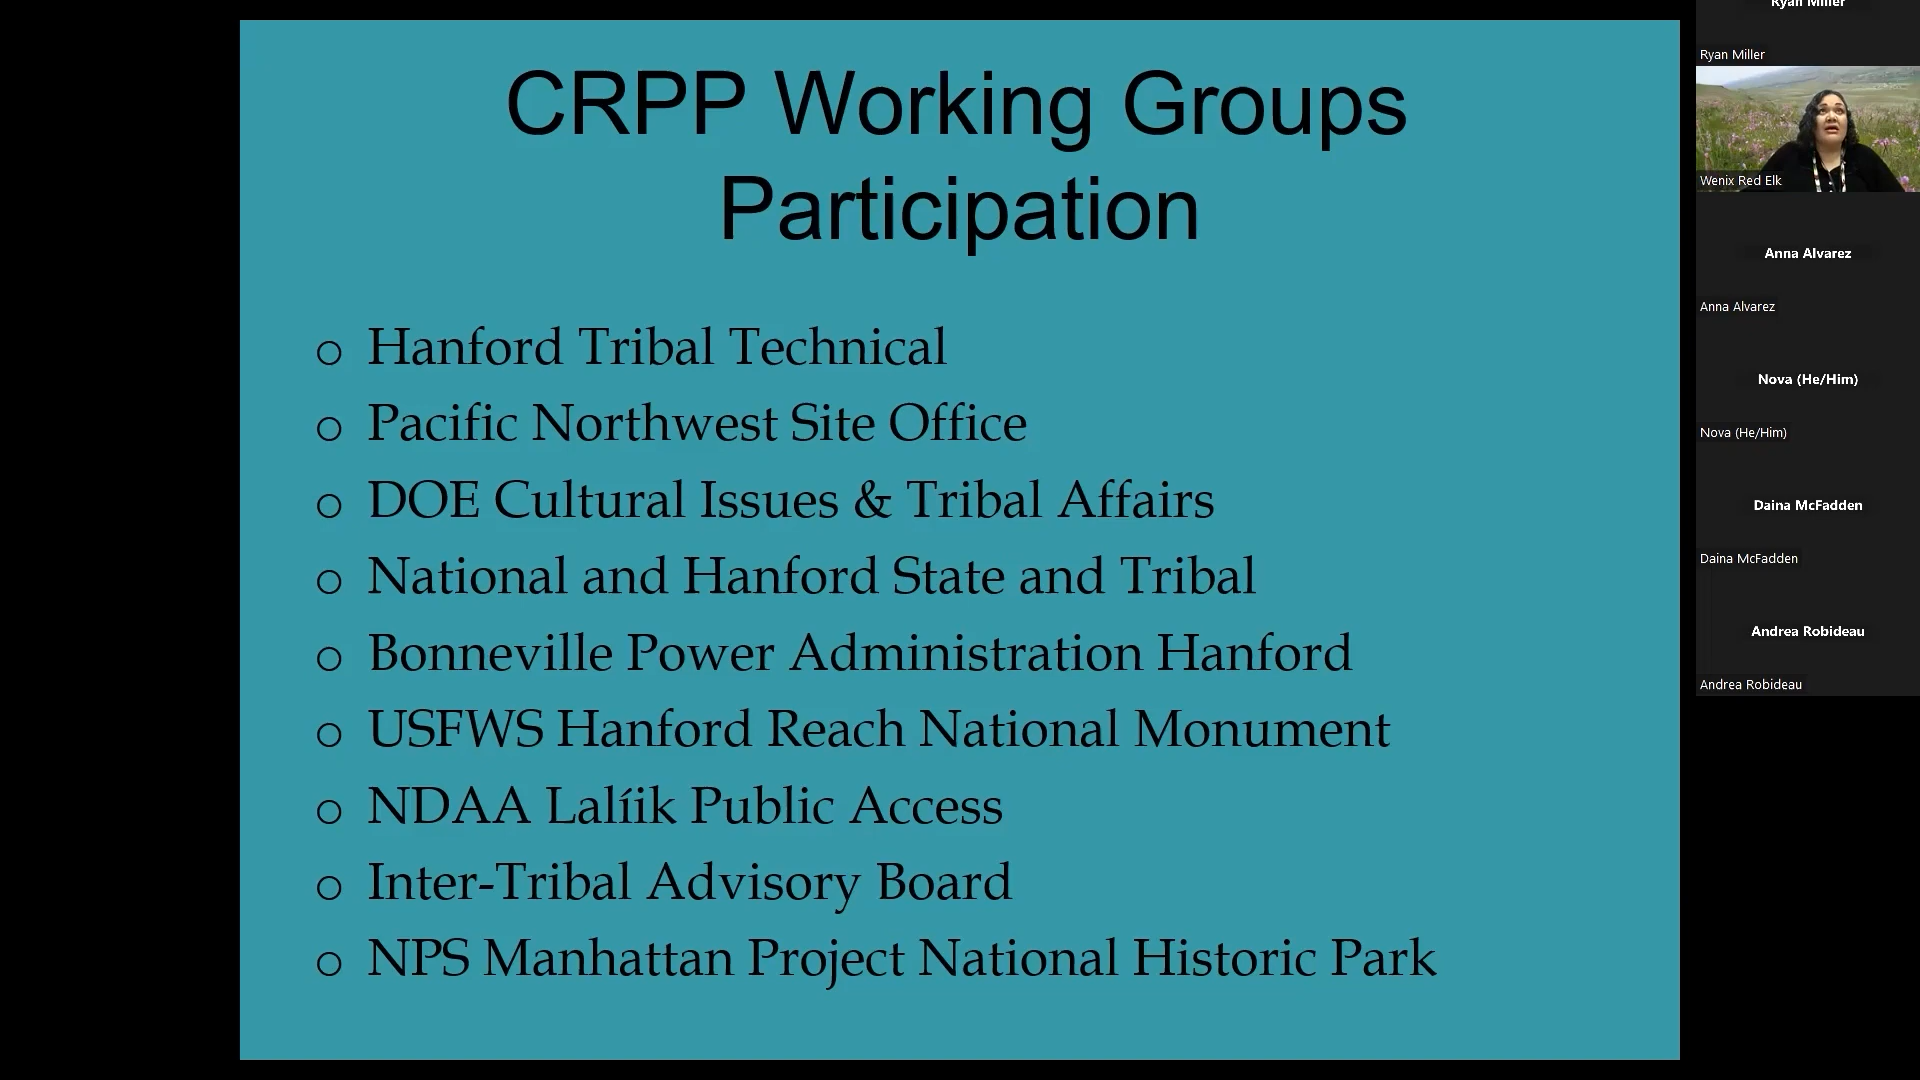 CRPP Working Groups
Participation
o Hanford Tribal Technical
o Pacific Northwest Site Office
o DOE Cultural Issues & Tribal Affairs
o National and Hanford State and Tribal
o Bonneville Power Administration Hanford
o USFWS Hanford Reach National Monument
o NDAA Lalíik Public Access
o Inter-Tribal Advisory Board
o NPS Manhattan Project National Historic Park
Ryan Miller
Ryan Miller
Wenix Red Elk
Anna Alvarez
Anna Alvarez
Nova (He/Him)
Nova (He/Him)
Daina McFadden
Daina McFadden
Andrea Robideau
Andrea Robideau